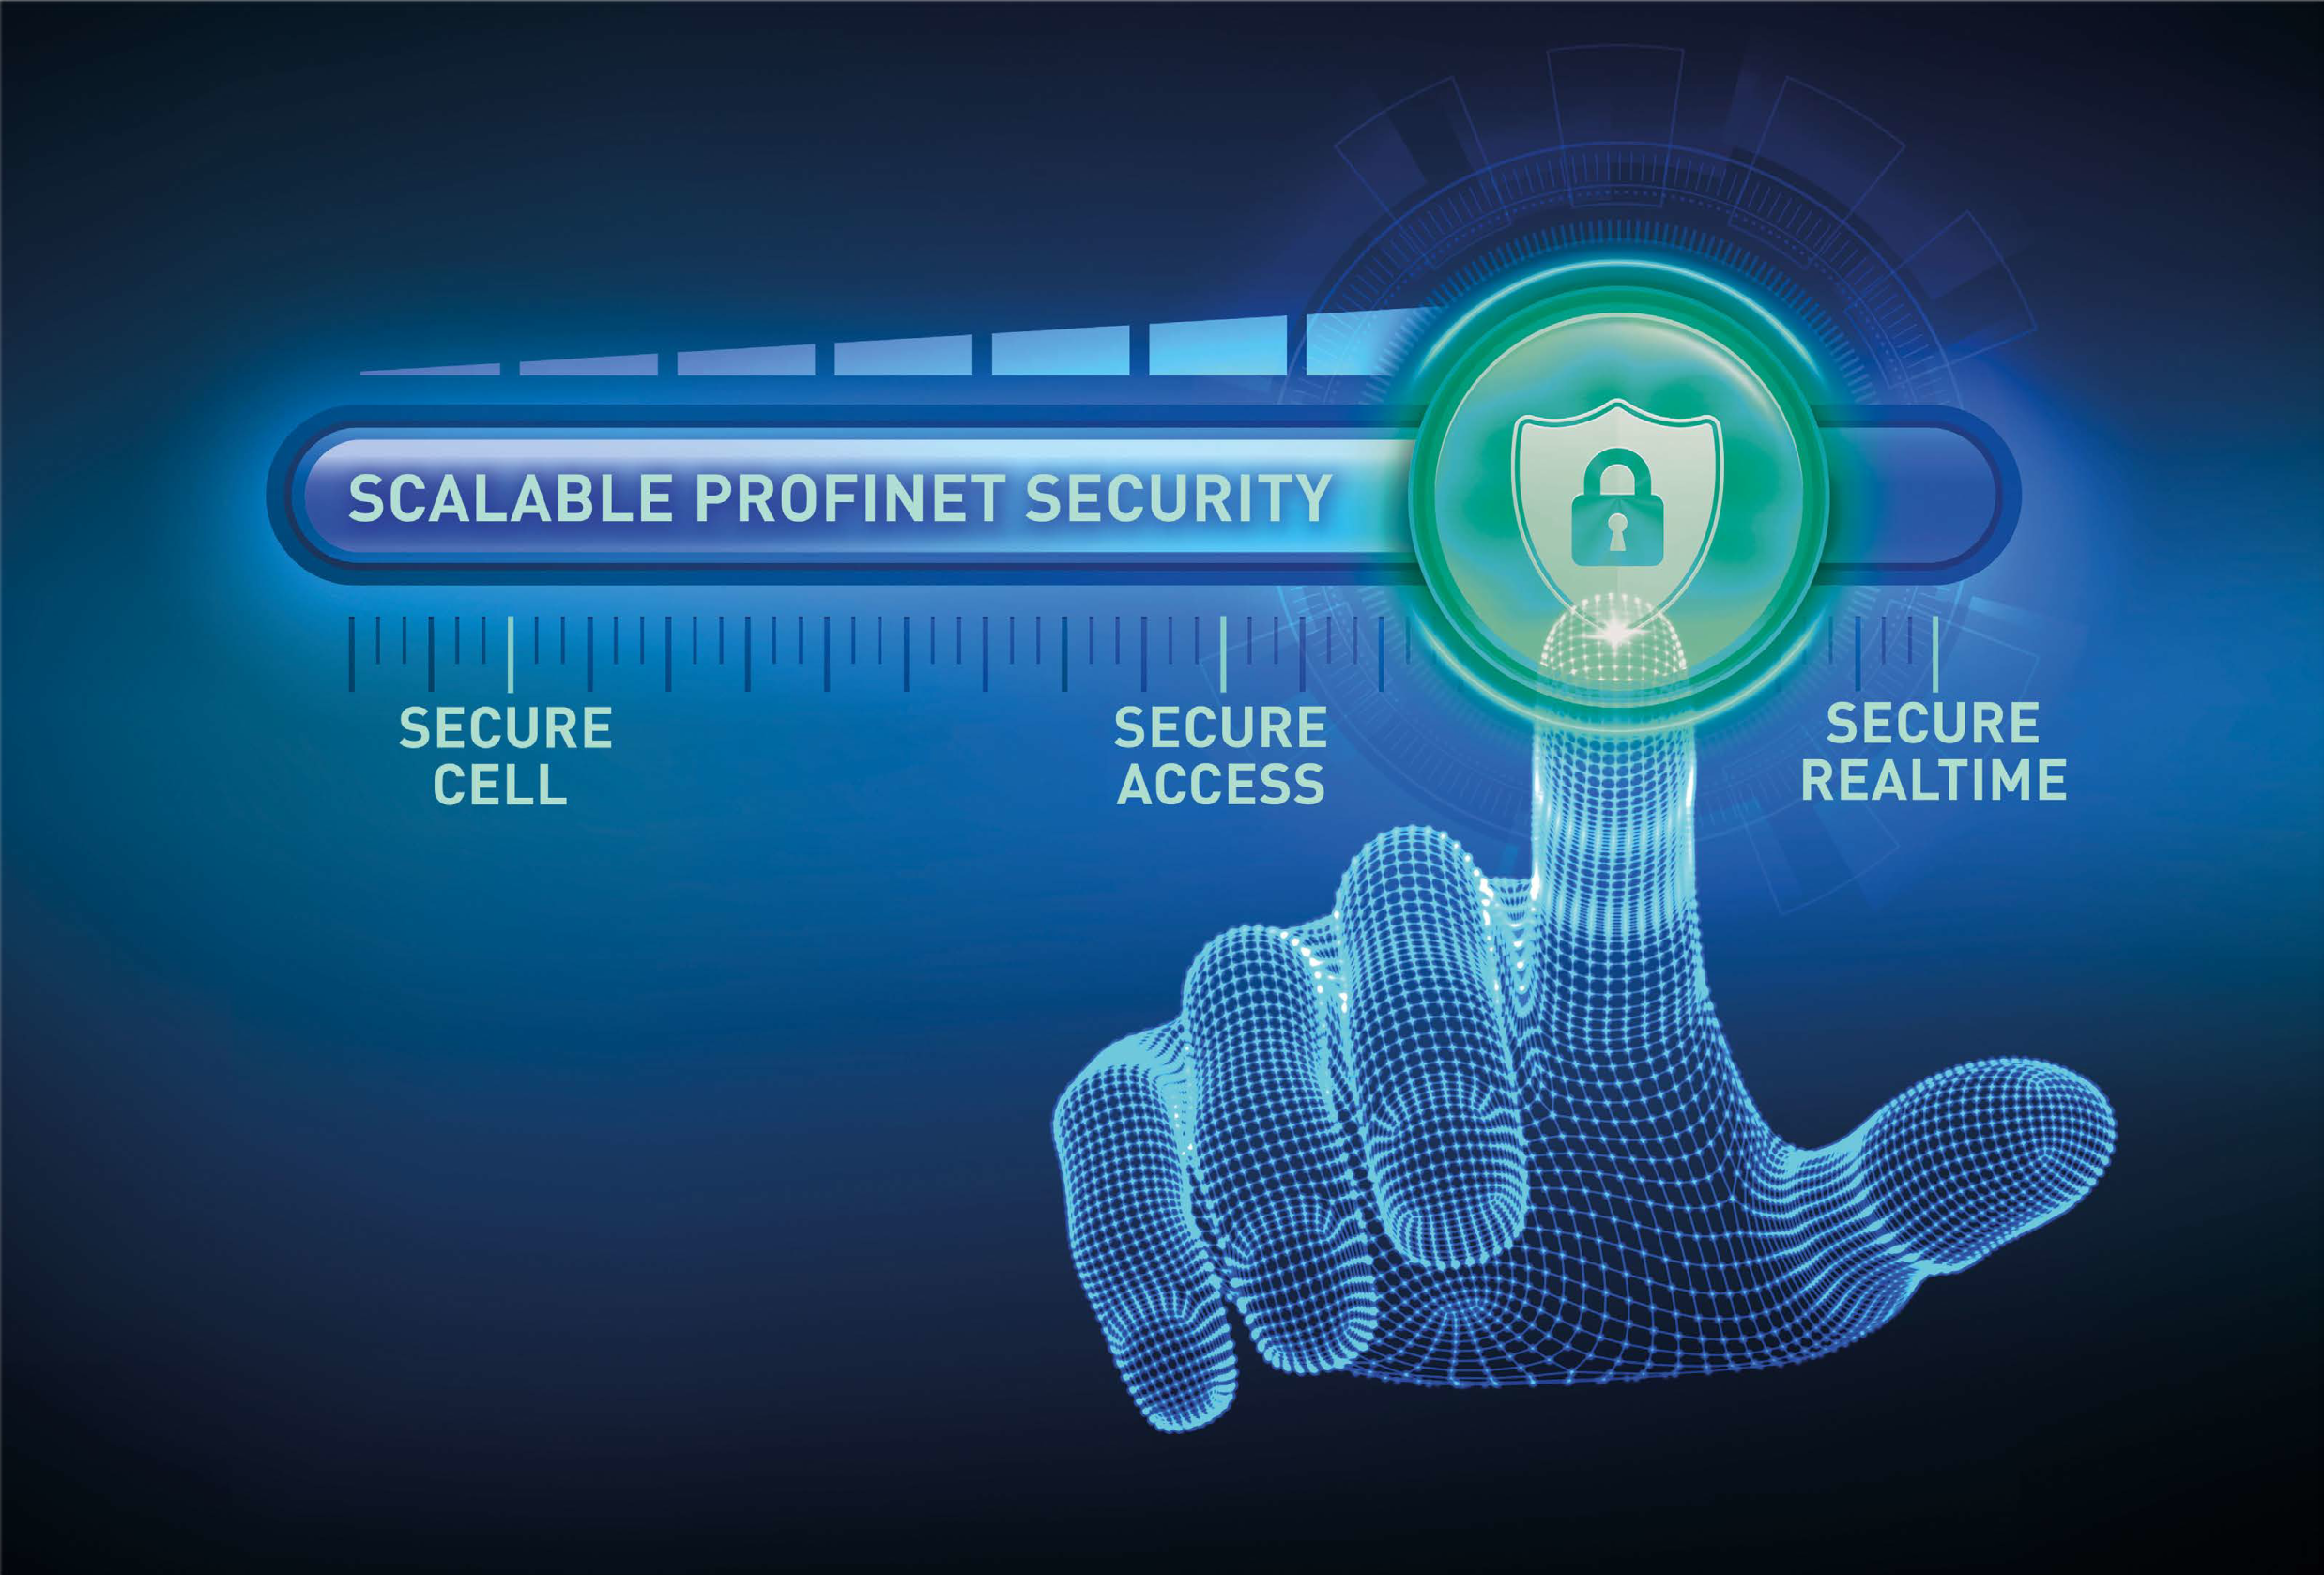 SCALABLE PROFINET SECURITY
SECURE
CELL
SECURE
ACCESS
SECURE
REALTIME